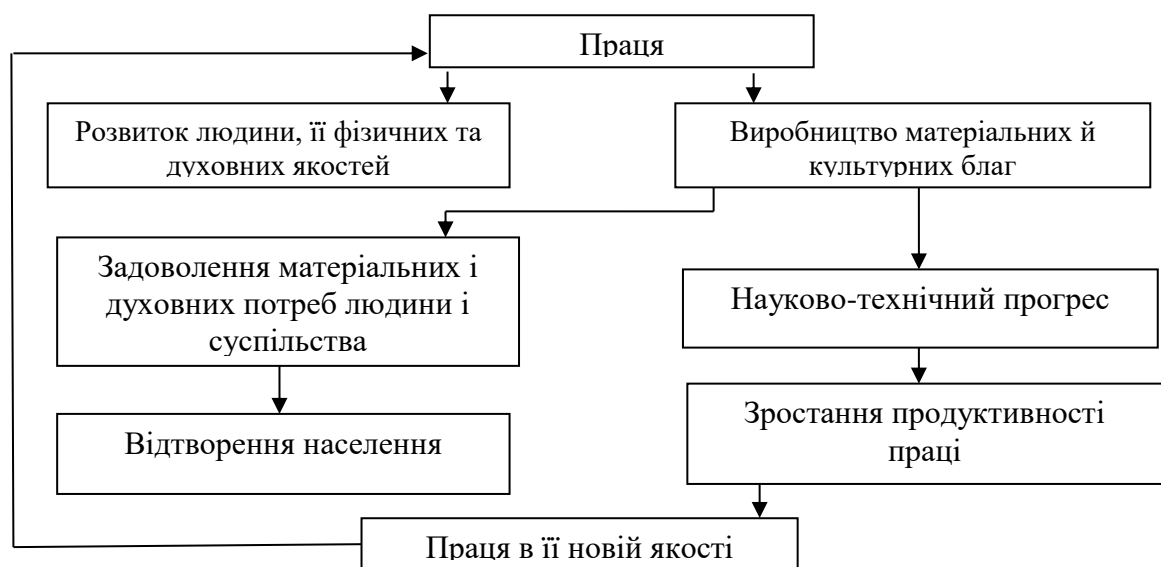 Праця
Розвиток людини, її фізичних та
духовних якостей
Виробництво матеріальних й
культурних благ
Задоволення матеріальних і
духовних потреб людини і
суспільства
Науково-технічний прогрес
Відтворення населення
Зростання продуктивності
праці
Праця в її новій якості